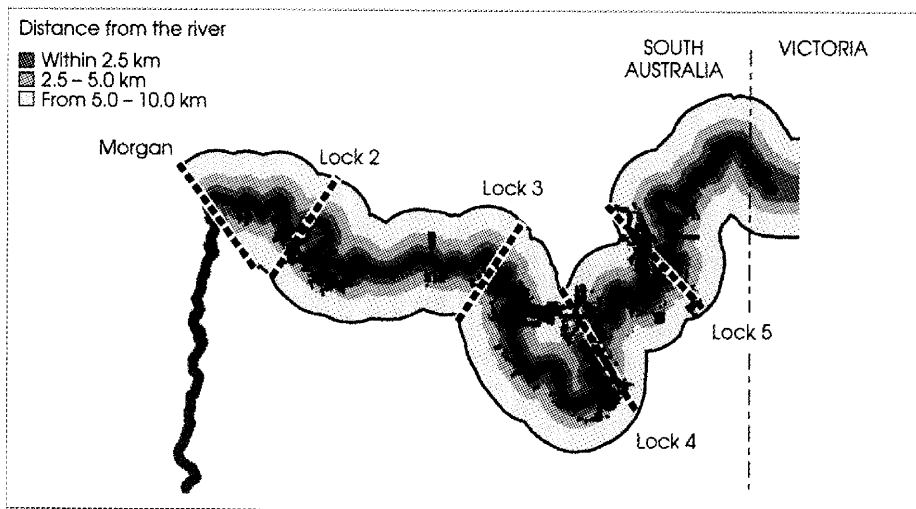 Distance from the river
Within 2.5 km
2.5 – 5.0 km
From 5.0 – 10.0 km
SOUTH
AUSTRALIA
VICTORIA
Morgan
Lock 2
Lock 3
Lock 5
Lock 4